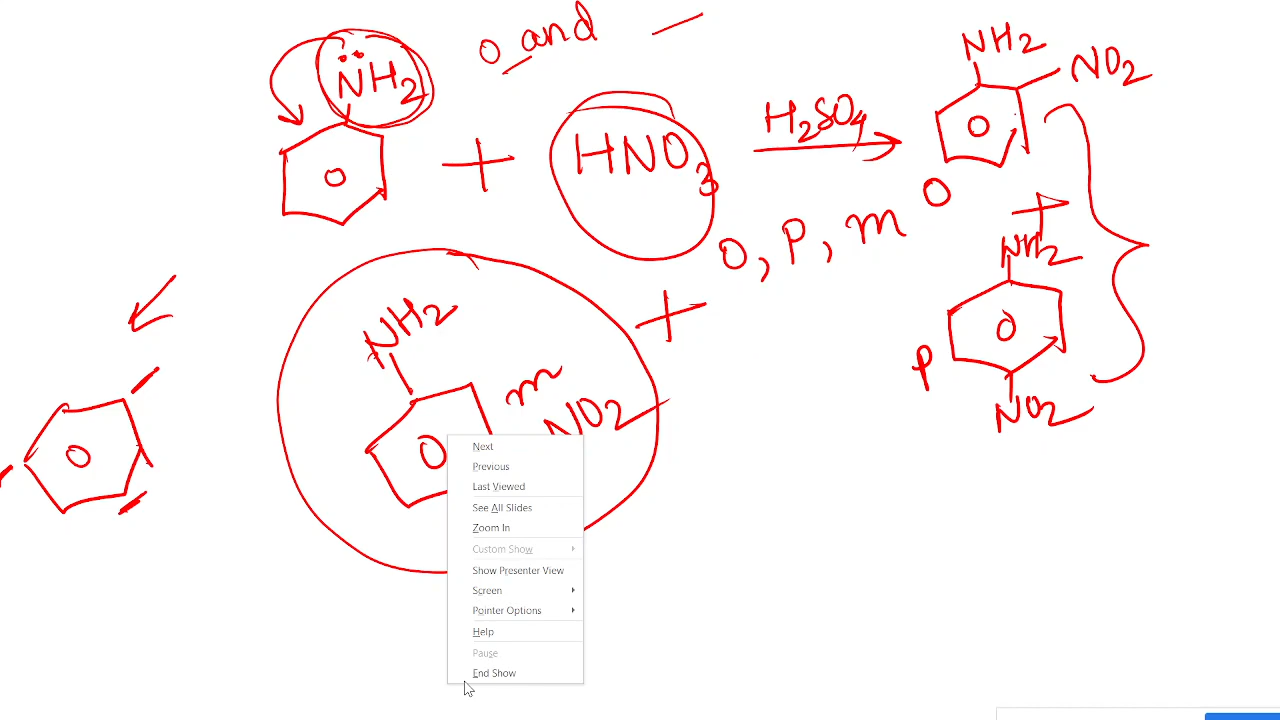 NH2
O and
+
HNO3
H2SO4
NH2
NO2
O
O
O
O, P, m
+
NH2
O
P
NO2
+
NH2
m
NO2
O
O
Next
Previous
Last Viewed
See All Slides
Zoom In
Custom Show
Show Presenter View
Screen
Pointer Options
Help
Pause
End Show